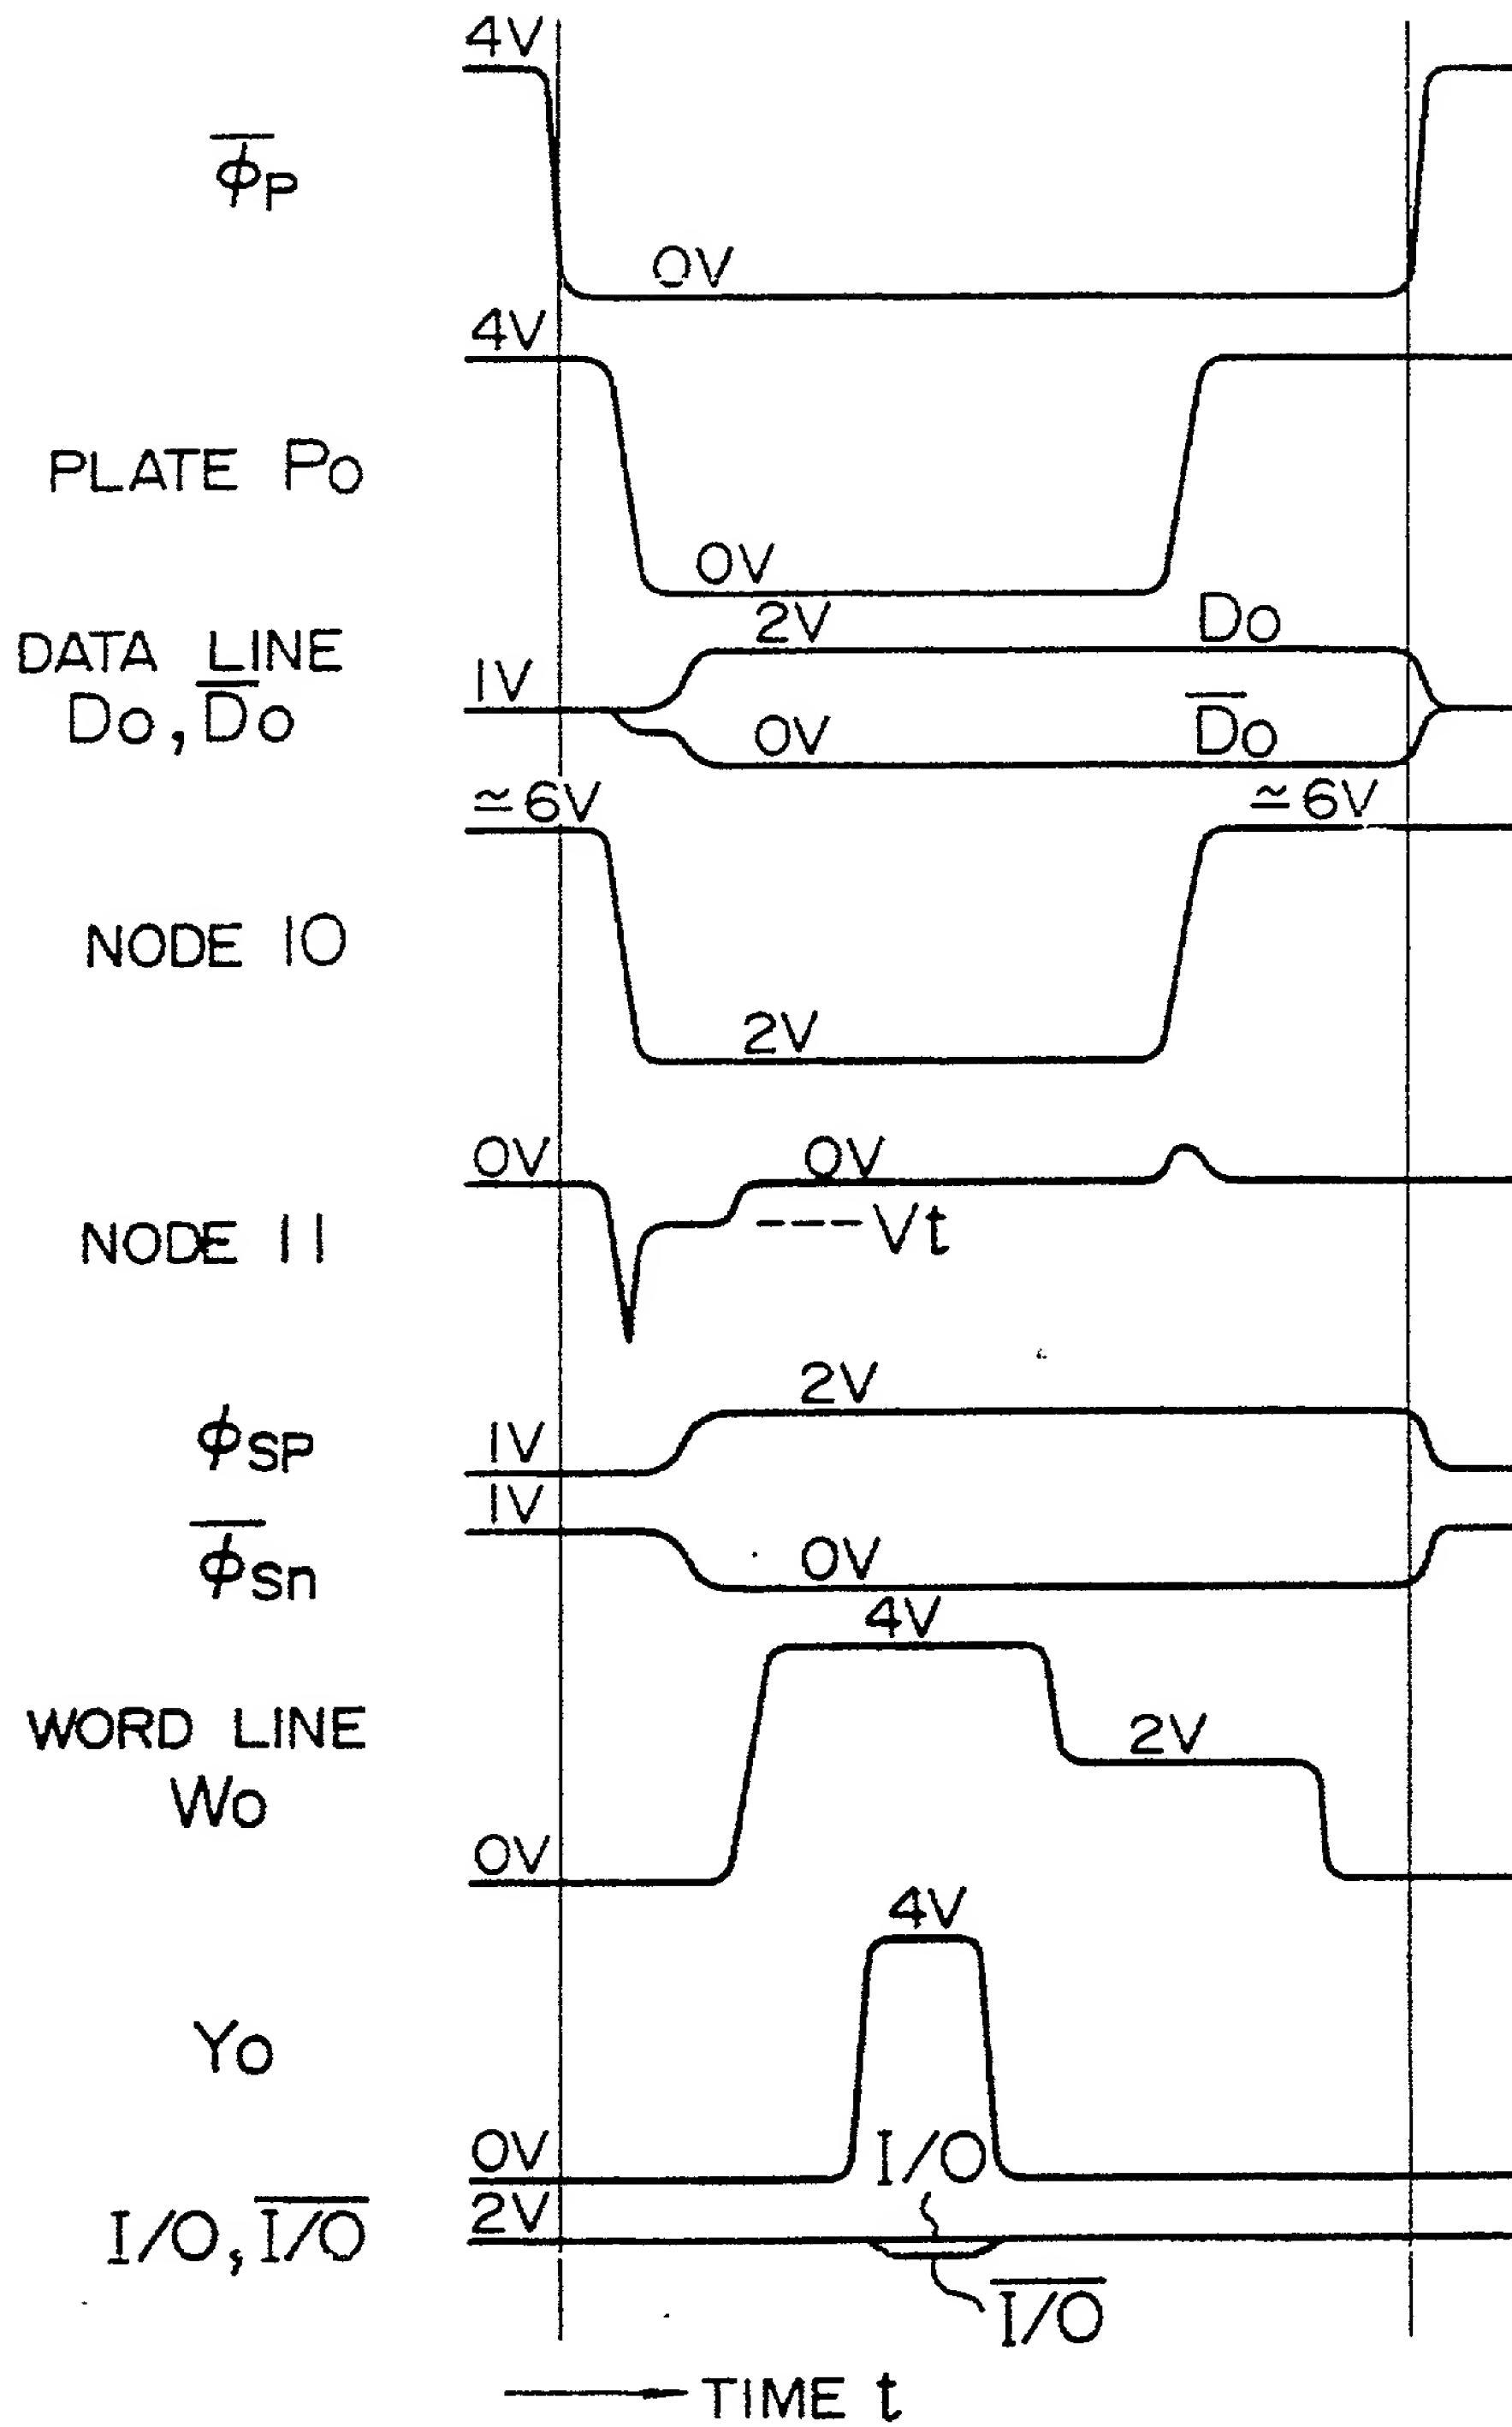 4V
φ̅P
0V
4V
PLATE Po
0V
2V
Do
DATA LINE
1V
Do, D̅o
0V
D̅o
≃6V
≃6V
NODE 10
2V
0V
0V
NODE 11
Vt
2V
φSP
1V
1V
φ̅Sn
0V
4V
WORD LINE
2V
Wo
0V
4V
Yo
0V
I/O
2V
I/O, I̅/̅O̅
I̅/̅O̅
TIME t